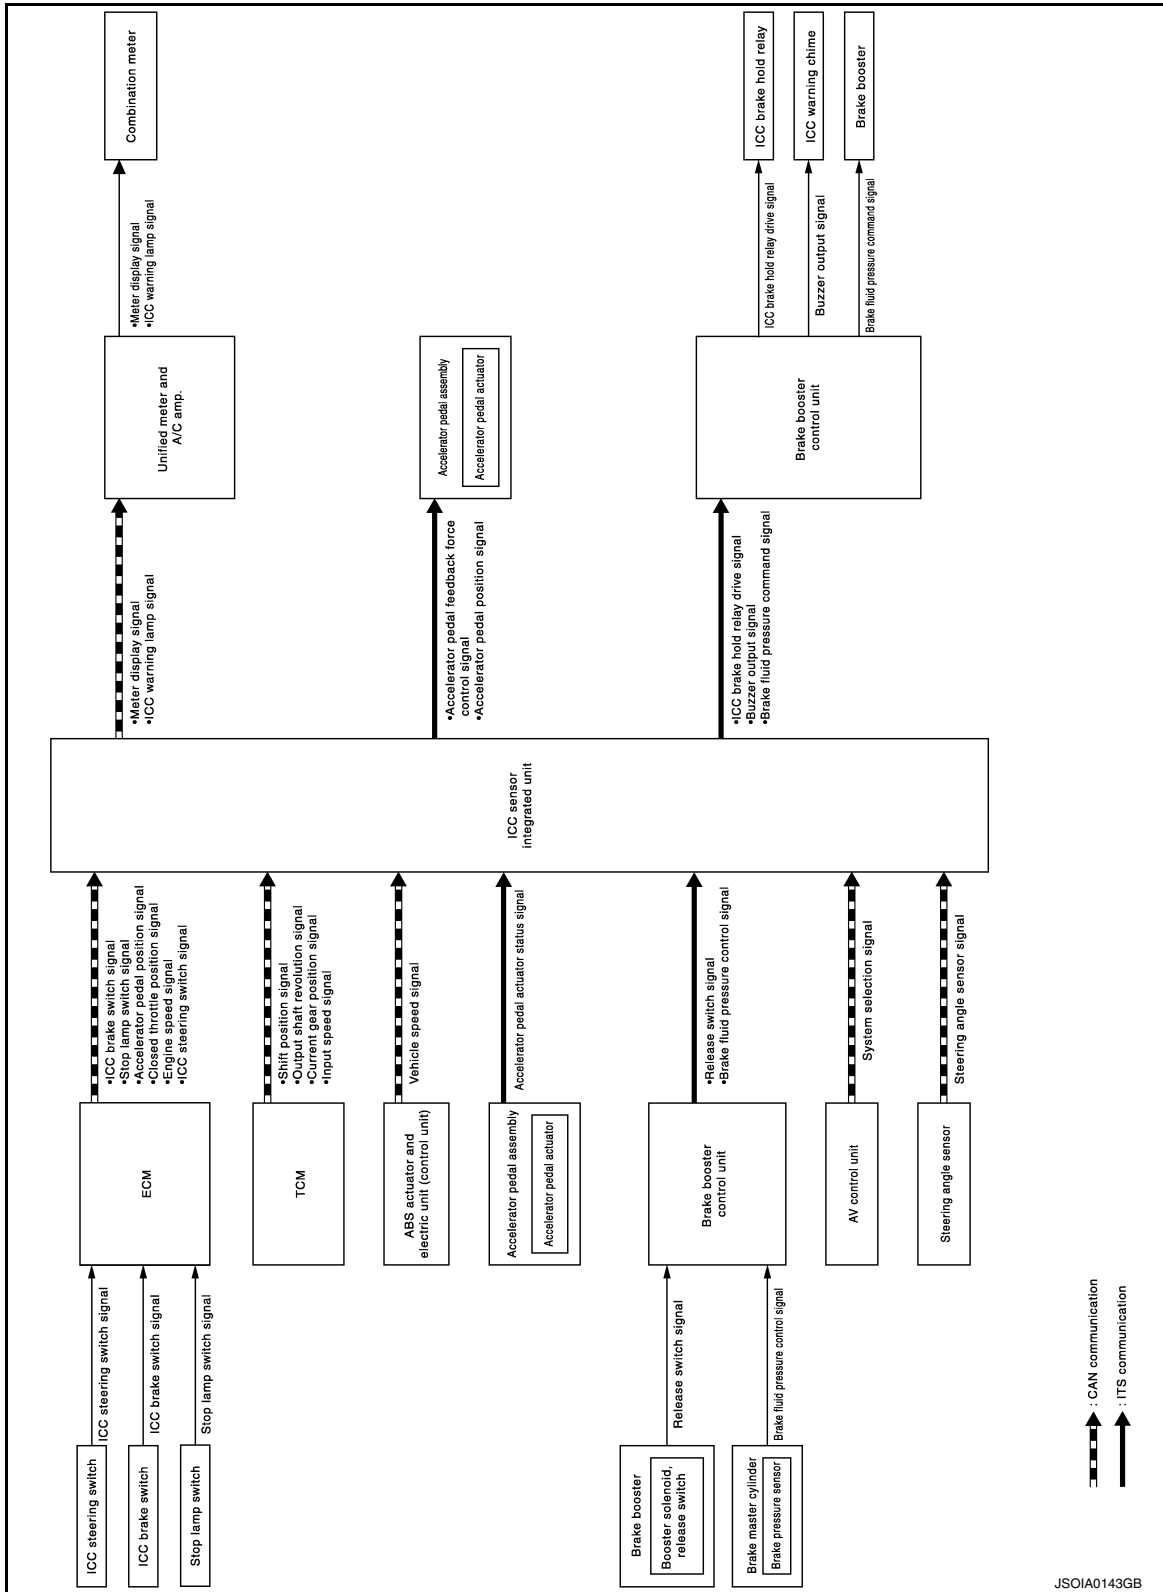 ICC steering switch
ICC brake switch
Stop lamp switch
ICC steering switch signal
ICC brake switch signal
Stop lamp switch signal
ECM
•ICC brake switch signal
•Stop lamp switch signal
•Accelerator pedal position signal
•Closed throttle position signal
•Engine speed signal
•ICC steering switch signal
TCM
•Shift position signal
•Output shaft revolution signal
•Current gear position signal
•Input speed signal
ABS actuator and
electric unit (control unit)
Vehicle speed signal
Accelerator pedal assembly
Accelerator pedal actuator
Accelerator pedal actuator status signal
Brake booster
Booster solenoid,
release switch
Release switch signal
Brake master cylinder
Brake pressure sensor
Brake fluid pressure control signal
Brake booster
control unit
•Release switch signal
•Brake fluid pressure control signal
AV control unit
System selection signal
Steering angle sensor
Steering angle sensor signal
ICC sensor
integrated unit
•Meter display signal
•ICC warning lamp signal
Unified meter and
A/C amp.
•Meter display signal
•ICC warning lamp signal
Combination meter
•Accelerator pedal feedback force
control signal
•Accelerator pedal position signal
Accelerator pedal assembly
Accelerator pedal actuator
•ICC brake hold relay drive signal
•Buzzer output signal
•Brake fluid pressure command signal
Brake booster
control unit
ICC brake hold relay drive signal
Buzzer output signal
Brake fluid pressure command signal
ICC brake hold relay
ICC warning chime
Brake booster
: CAN communication
: ITS communication
JSOIA0143GB